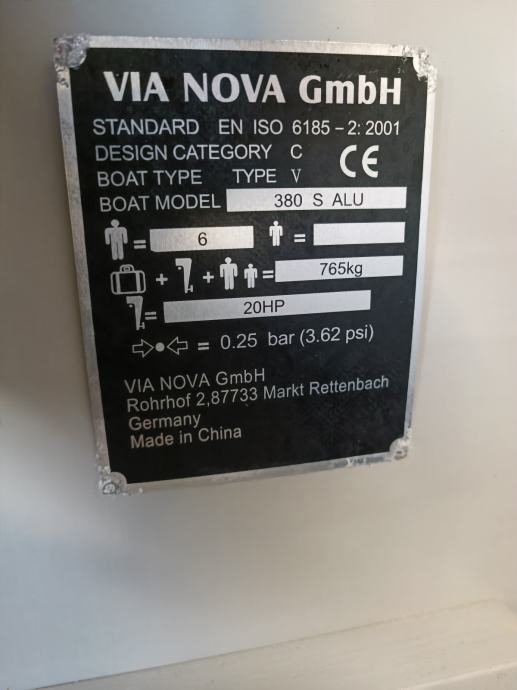 VIA NOVA GmbH
STANDARD EN ISO 6185-2: 2001
DESIGN CATEGORY C CE
BOAT TYPE TYPE V
BOAT MODEL 380 S ALU
= 6 =
+ + = 765kg
= 20HP
= 0.25 bar (3.62 psi)
VIA NOVA GmbH
Rohrhof 2,87733 Markt Rettenbach
Germany
Made in China